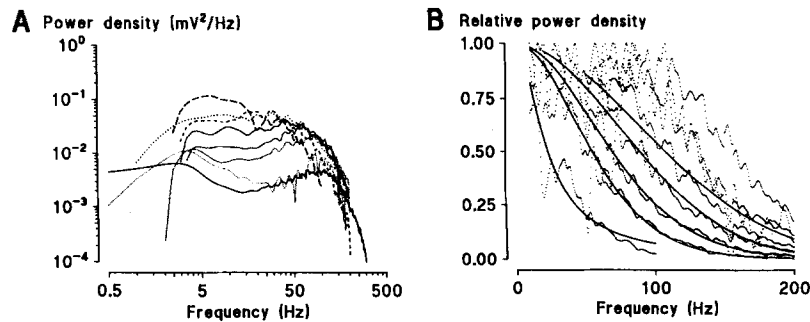 A Power density (mV²/Hz)
10⁰
10⁻¹
10⁻²
10⁻³
10⁻⁴
0.5 5 50 500
Frequency (Hz)
B Relative power density
1.00
0.75
0.50
0.25
0.00
0 100 200
Frequency (Hz)